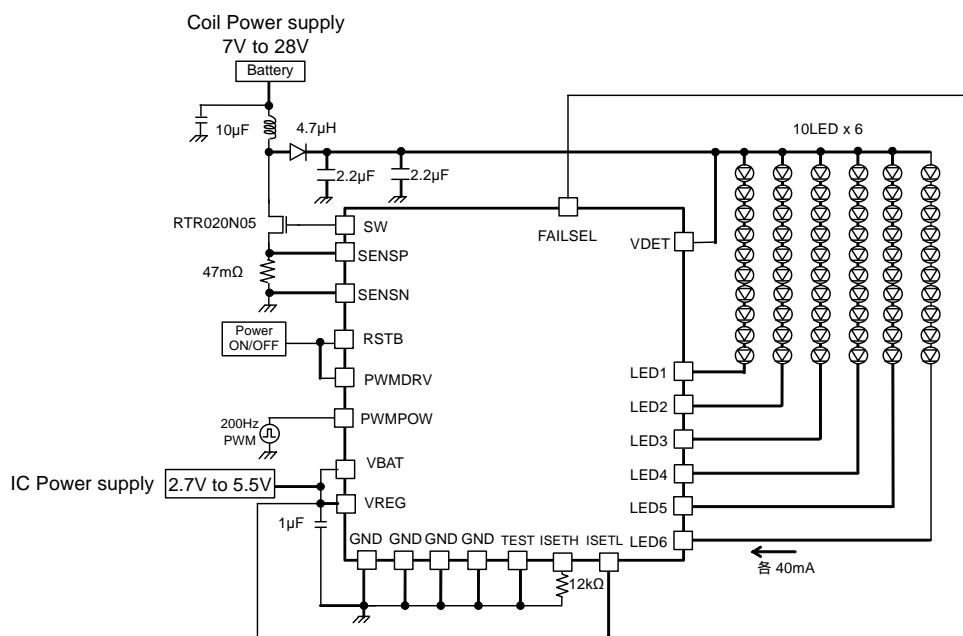 Coil Power supply
7V to 28V
Battery
10µF
4.7µH
10LED x 6
2.2µF
2.2µF
RTR020N05
SW
FAILSEL
VDET
SENSP
47mΩ
SENSN
Power
ON/OFF
RSTB
PWMDRV
LED1
LED2
200Hz
PWM
PWMPOW
LED3
VBAT
LED4
IC Power supply
2.7V to 5.5V
VREG
LED5
1µF
GND
GND
GND
GND
TEST
ISETH
ISETL
LED6
12kΩ
各 40mA